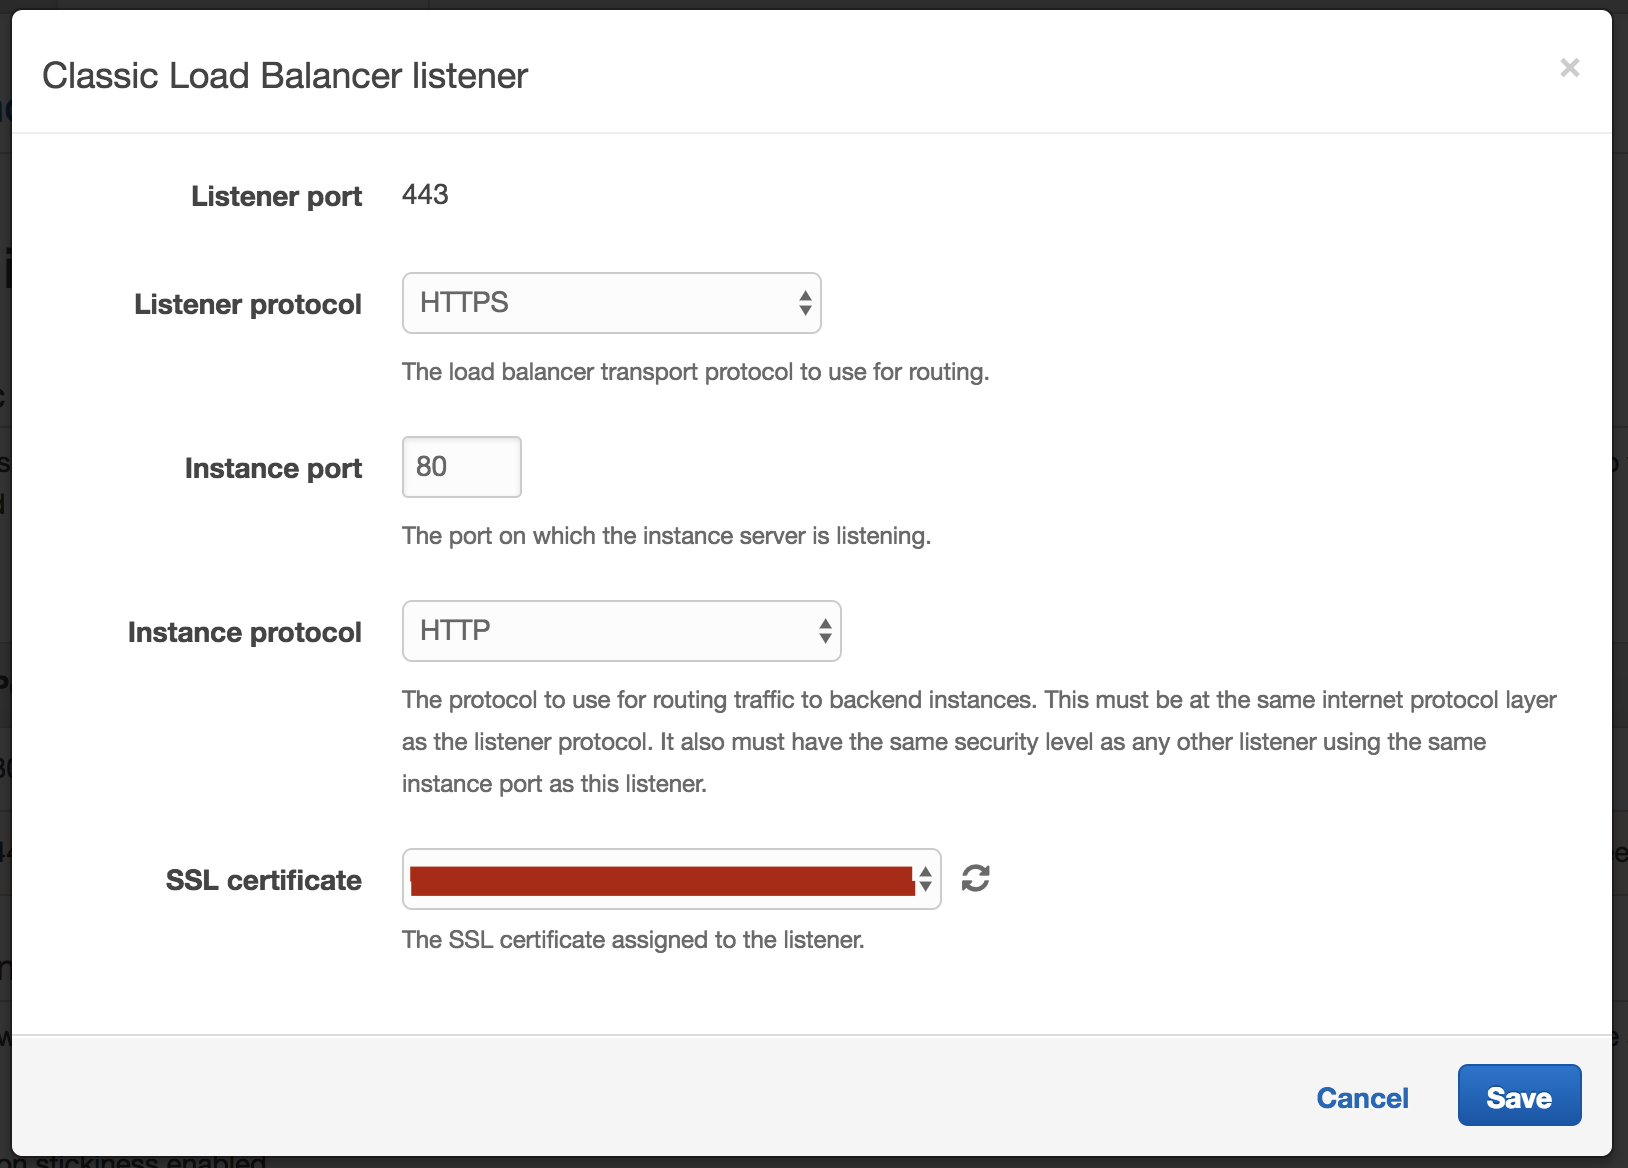 Classic Load Balancer listener
×
Listener port 443
Listener protocol HTTPS
The load balancer transport protocol to use for routing.
Instance port 80
The port on which the instance server is listening.
Instance protocol HTTP
The protocol to use for routing traffic to backend instances. This must be at the same internet protocol layer
as the listener protocol. It also must have the same security level as any other listener using the same
instance port as this listener.
SSL certificate
The SSL certificate assigned to the listener.
Cancel Save
on stickiness enabled